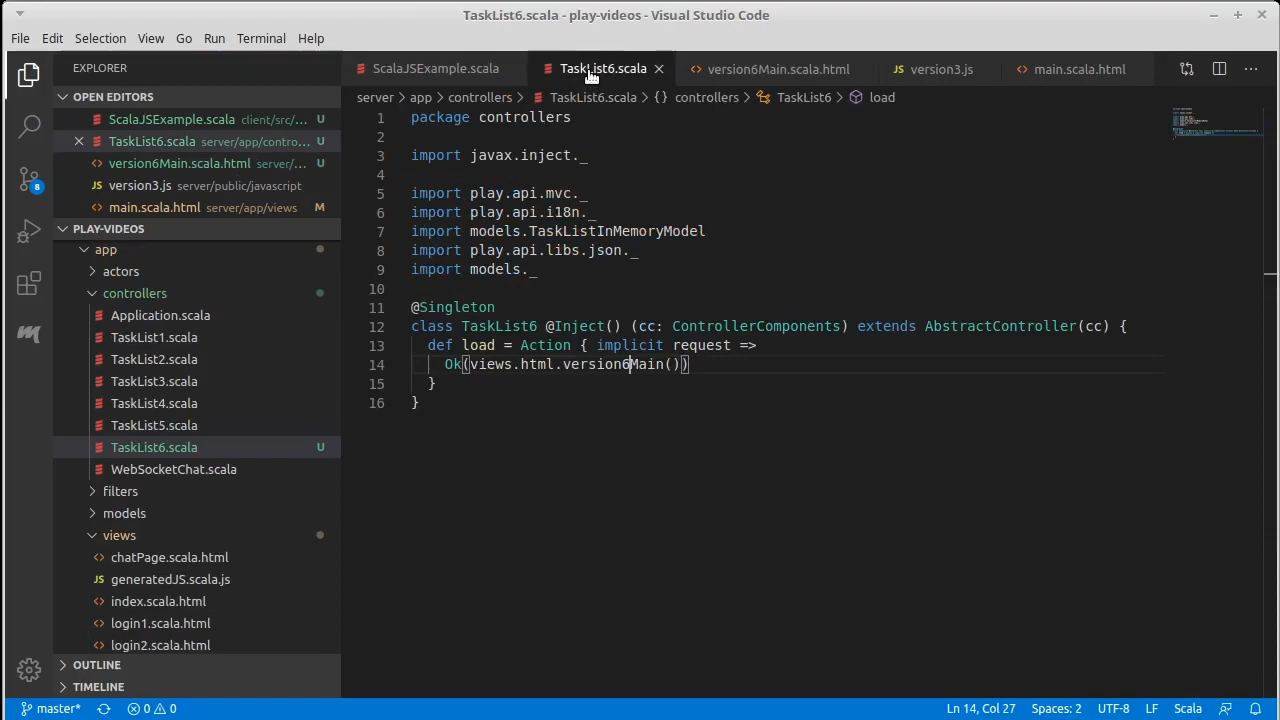 TaskList6.scala - play-videos - Visual Studio Code
File Edit Selection View Go Run Terminal Help
EXPLORER
ScalaJSExample.scala TaskList6.scala version6Main.scala.html JS version3.js main.scala.html
OPEN EDITORS
server > app > controllers > TaskList6.scala > {} controllers > TaskList6 > load
ScalaJSExample.scala client/src/... U
TaskList6.scala server/app/contro... U
version6Main.scala.html server/... U
JS version3.js server/public/javascript
main.scala.html server/app/views M
8
PLAY-VIDEOS
app
actors
controllers
Application.scala
TaskList1.scala
TaskList2.scala
TaskList3.scala
TaskList4.scala
TaskList5.scala
TaskList6.scala U
WebSocketChat.scala
filters
models
views
chatPage.scala.html
JS generatedJS.scala.js
index.scala.html
login1.scala.html
login2.scala.html
OUTLINE
TIMELINE
1 package controllers
2
3 import javax.inject._
4
5 import play.api.mvc._
6 import play.api.i18n._
7 import models.TaskListInMemoryModel
8 import play.api.libs.json._
9 import models._
10
11 @Singleton
12 class TaskList6 @Inject() (cc: ControllerComponents) extends AbstractController(cc) {
13 def load = Action { implicit request =>
14 Ok(views.html.version6Main())
15 }
16 }
master* 0 0 Ln 14, Col 27 Spaces: 2 UTF-8 LF Scala